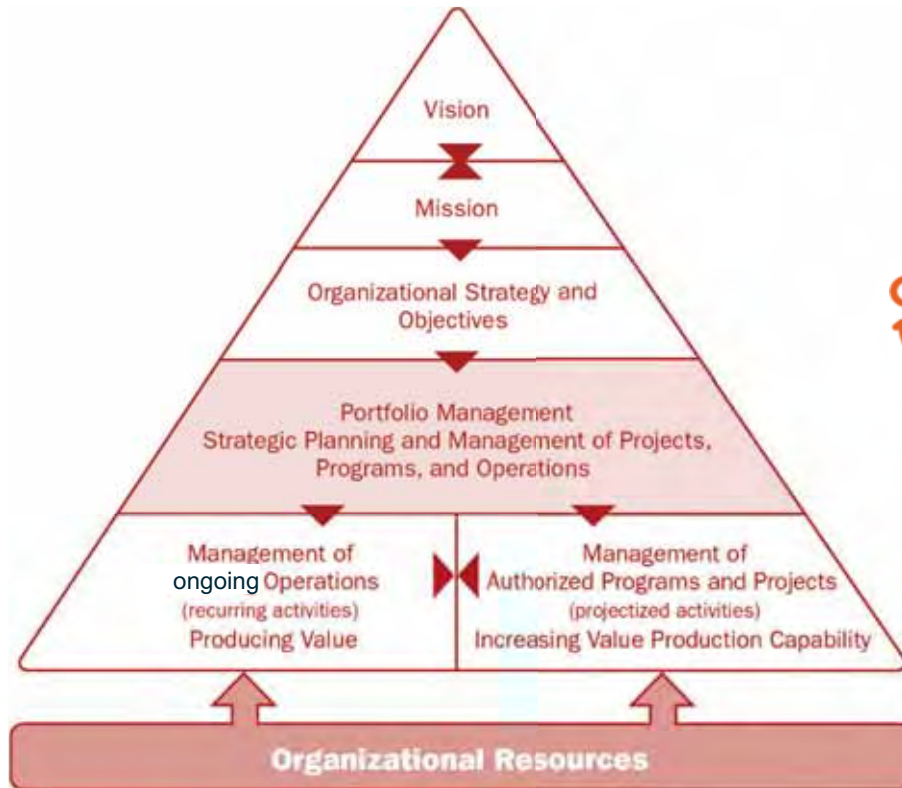 Vision
Mission
Organizational Strategy and
Objectives
Portfolio Management
Strategic Planning and Management of Projects,
Programs, and Operations
Management of
ongoing Operations
(recurring activities)
Producing Value
Management of
Authorized Programs and Projects
(projectized activities)
Increasing Value Production Capability
Organizational Resources